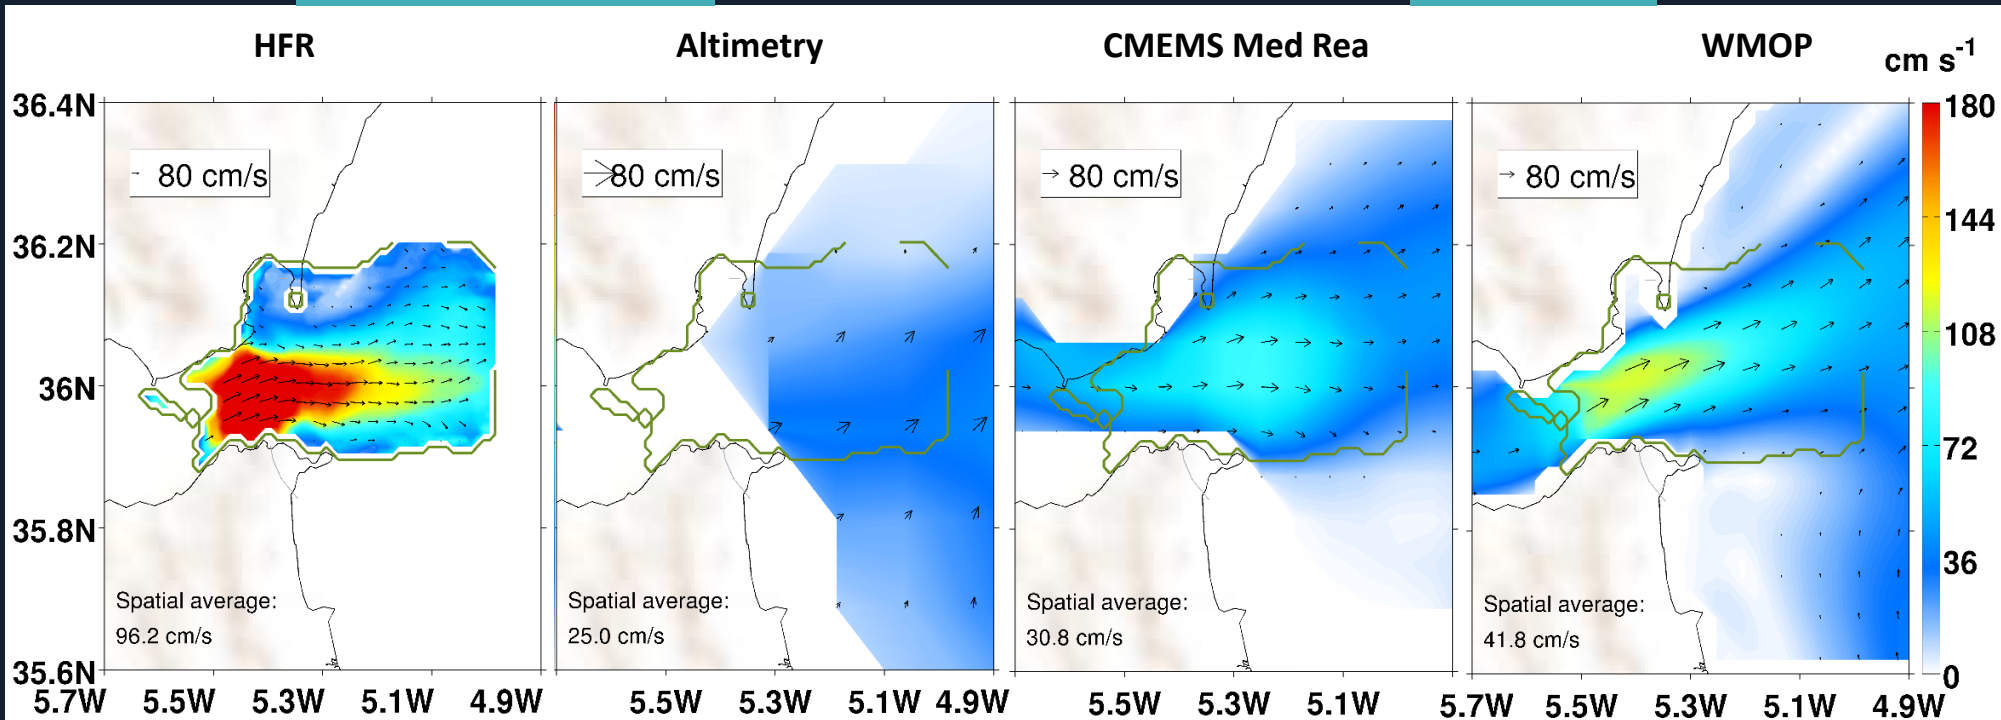 HFR
Altimetry
CMEMS Med Rea
WMOP
cm s-1
36.4N
36.2N
36N
35.8N
35.6N
80 cm/s
80 cm/s
80 cm/s
80 cm/s
180
144
108
72
36
0
Spatial average:
96.2 cm/s
Spatial average:
25.0 cm/s
Spatial average:
30.8 cm/s
Spatial average:
41.8 cm/s
5.7W 5.5W 5.3W 5.1W 4.9W
5.5W 5.3W 5.1W 4.9W
5.5W 5.3W 5.1W
5.7W 5.5W 5.3W 5.1W 4.9W